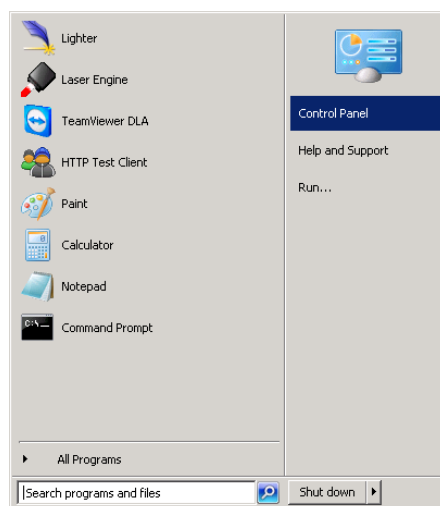 Lighter
Laser Engine
TeamViewer DLA
HTTP Test Client
Paint
Calculator
Notepad
Command Prompt
All Programs
Search programs and files
Control Panel
Help and Support
Run...
Shut down